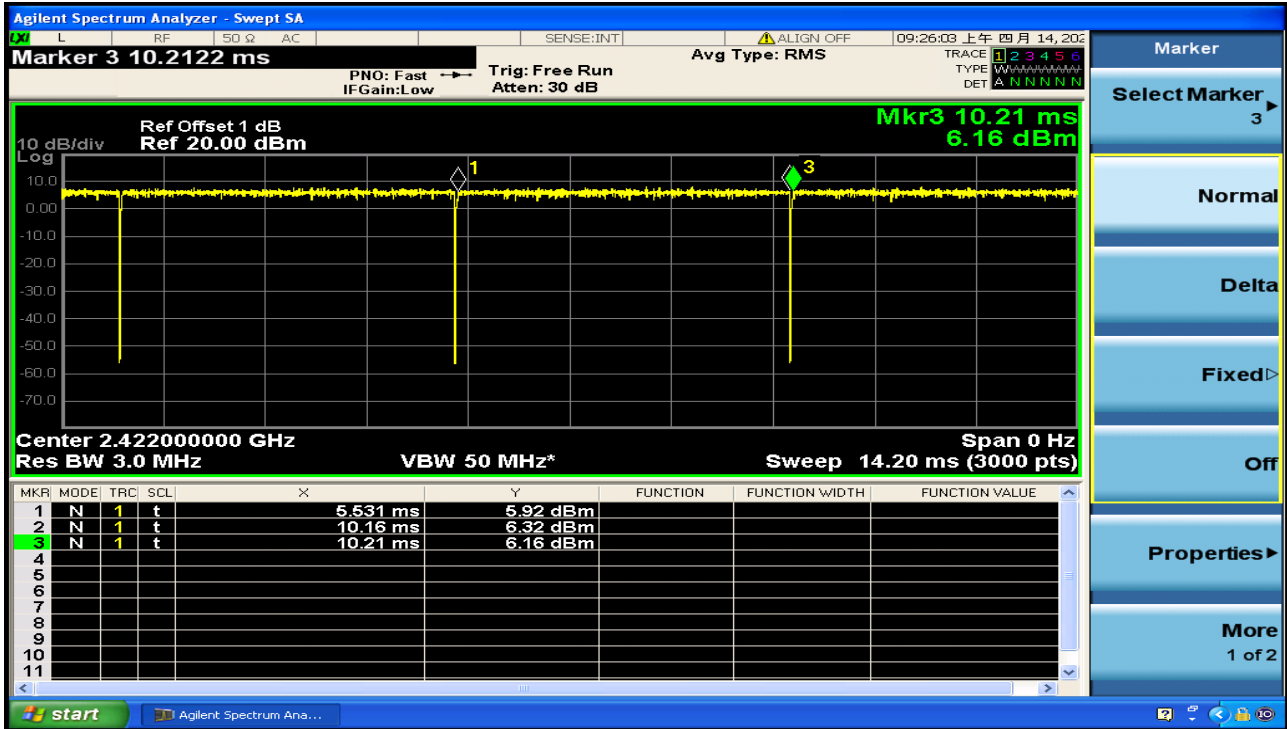 Agilent Spectrum Analyzer - Swept SA
LXI L RF 50 Ω AC SENSE:INT ALIGN OFF 09:26:03 上午 四月 14, 202
Marker 3 10.2122 ms
PNO: Fast
IFGain:Low
Trig: Free Run
Atten: 30 dB
Avg Type: RMS
TRACE 1 2 3 4 5 6
TYPE
DET A N N N N N
Ref Offset 1 dB
10 dB/div Ref 20.00 dBm
Log
Mkr3 10.21 ms
6.16 dBm
1
3
10.0
0.00
-10.0
-20.0
-30.0
-40.0
-50.0
-60.0
-70.0
Center 2.422000000 GHz Span 0 Hz
Res BW 3.0 MHz VBW 50 MHz* Sweep 14.20 ms (3000 pts)
MKR MODE TRC SCL X Y FUNCTION FUNCTION WIDTH FUNCTION VALUE
1 N 1 t 5.531 ms 5.92 dBm
2 N 1 t 10.16 ms 6.32 dBm
3 N 1 t 10.21 ms 6.16 dBm
4
5
6
7
8
9
10
11
Marker
Select Marker
3
Normal
Delta
Fixed
Off
Properties
More
1 of 2
start Agilent Spectrum Ana...